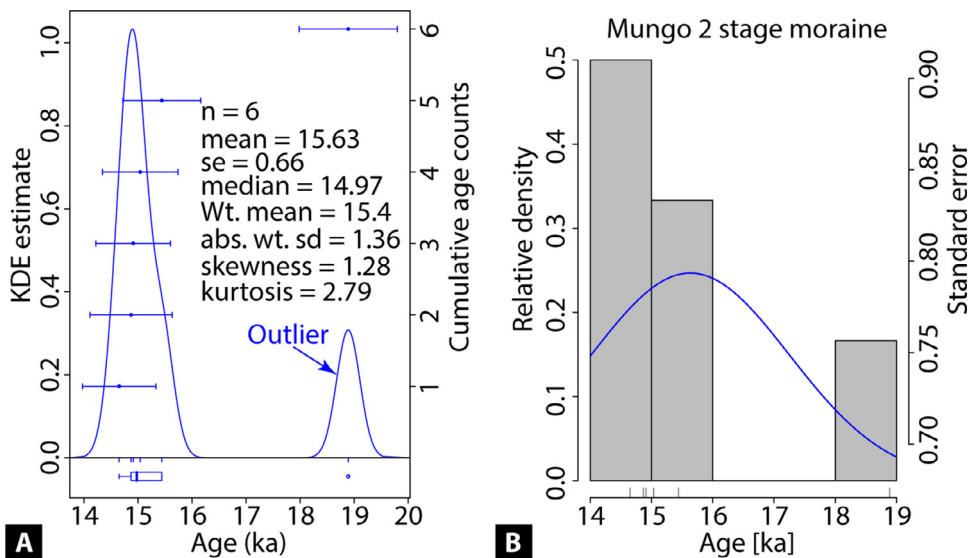 KDE estimate
1.0
0.8
0.6
0.4
0.2
0.0
n = 6
mean = 15.63
se = 0.66
median = 14.97
Wt. mean = 15.4
abs. wt. sd = 1.36
skewness = 1.28
kurtosis = 2.79
Outlier
6
5
4
3
2
1
Cumulative age counts
14 15 16 17 18 19 20
Age (ka)
A
Mungo 2 stage moraine
Relative density
0.5
0.4
0.3
0.2
0.1
0.0
0.90
0.85
0.80
0.75
0.70
Standard error
14 15 16 17 18 19
Age [ka]
B